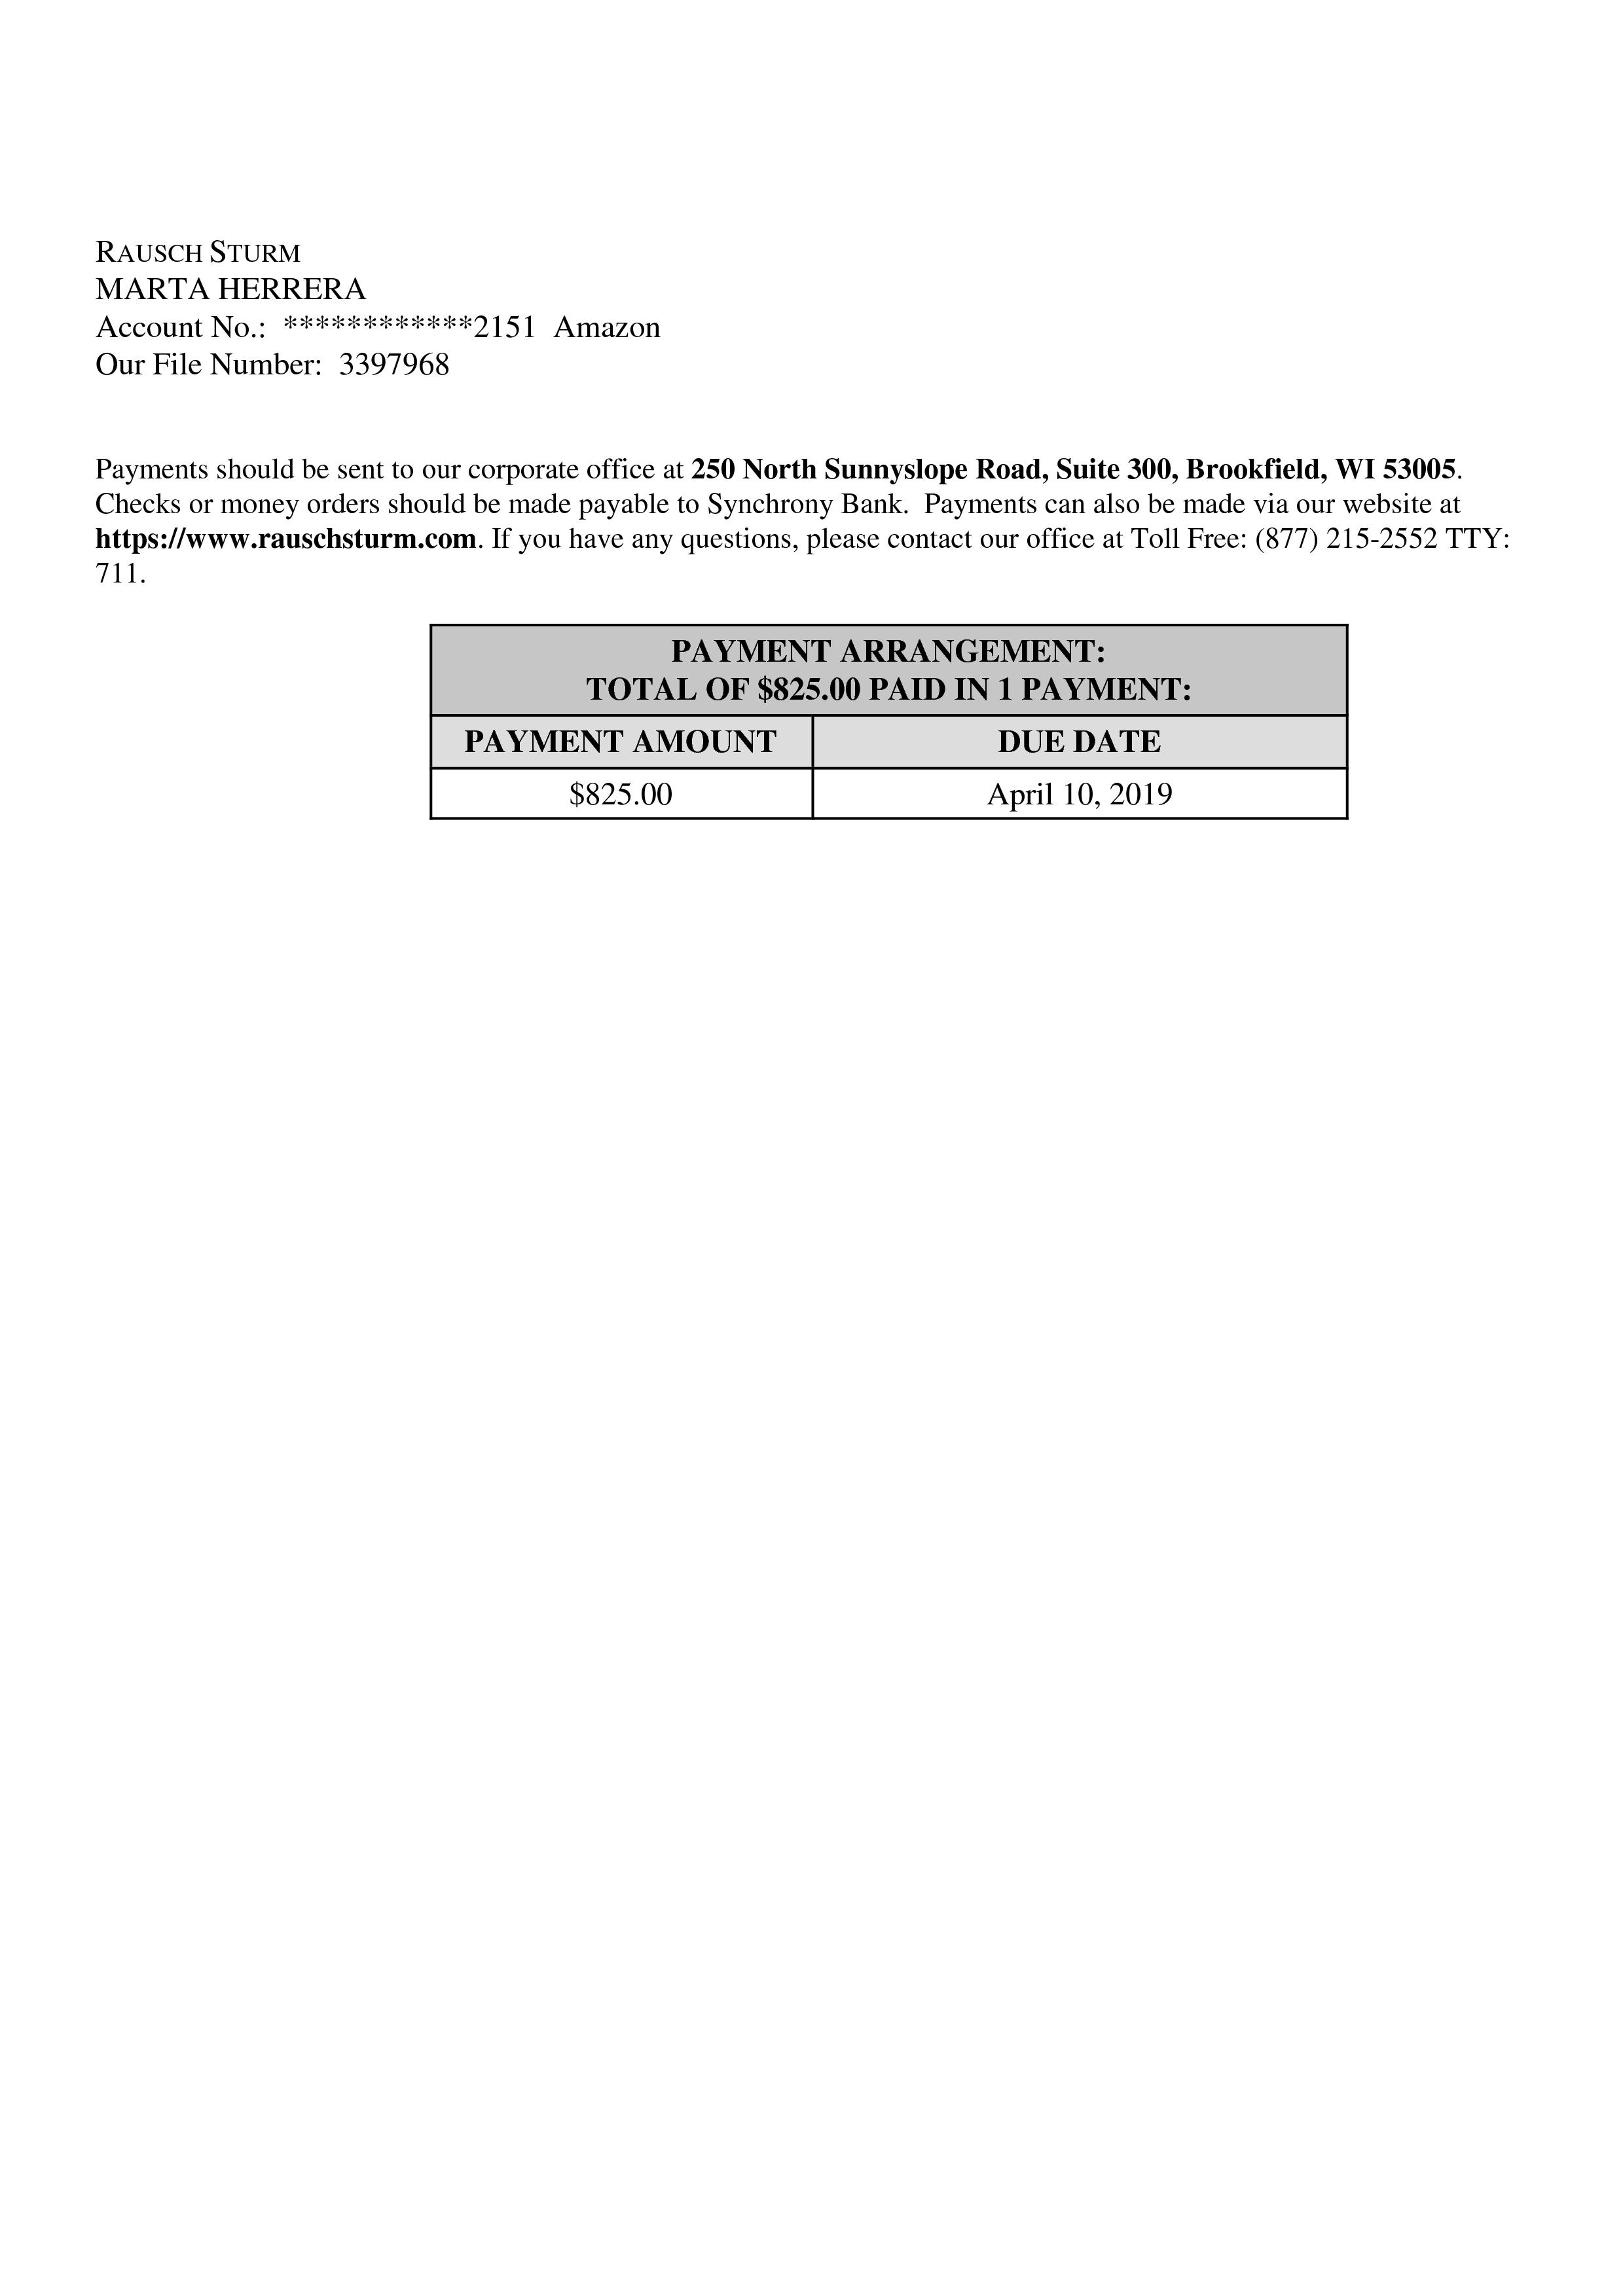 RAUSCH STURM
MARTA HERRERA
Account No.:  ************2151  Amazon
Our File Number:  3397968
Payments should be sent to our corporate office at 250 North Sunnyslope Road, Suite 300, Brookfield, WI 53005.
Checks or money orders should be made payable to Synchrony Bank.  Payments can also be made via our website at
https://www.rauschsturm.com. If you have any questions, please contact our office at Toll Free: (877) 215-2552 TTY:
711.
PAYMENT ARRANGEMENT:
TOTAL OF $825.00 PAID IN 1 PAYMENT:
PAYMENT AMOUNT DUE DATE
$825.00 April 10, 2019